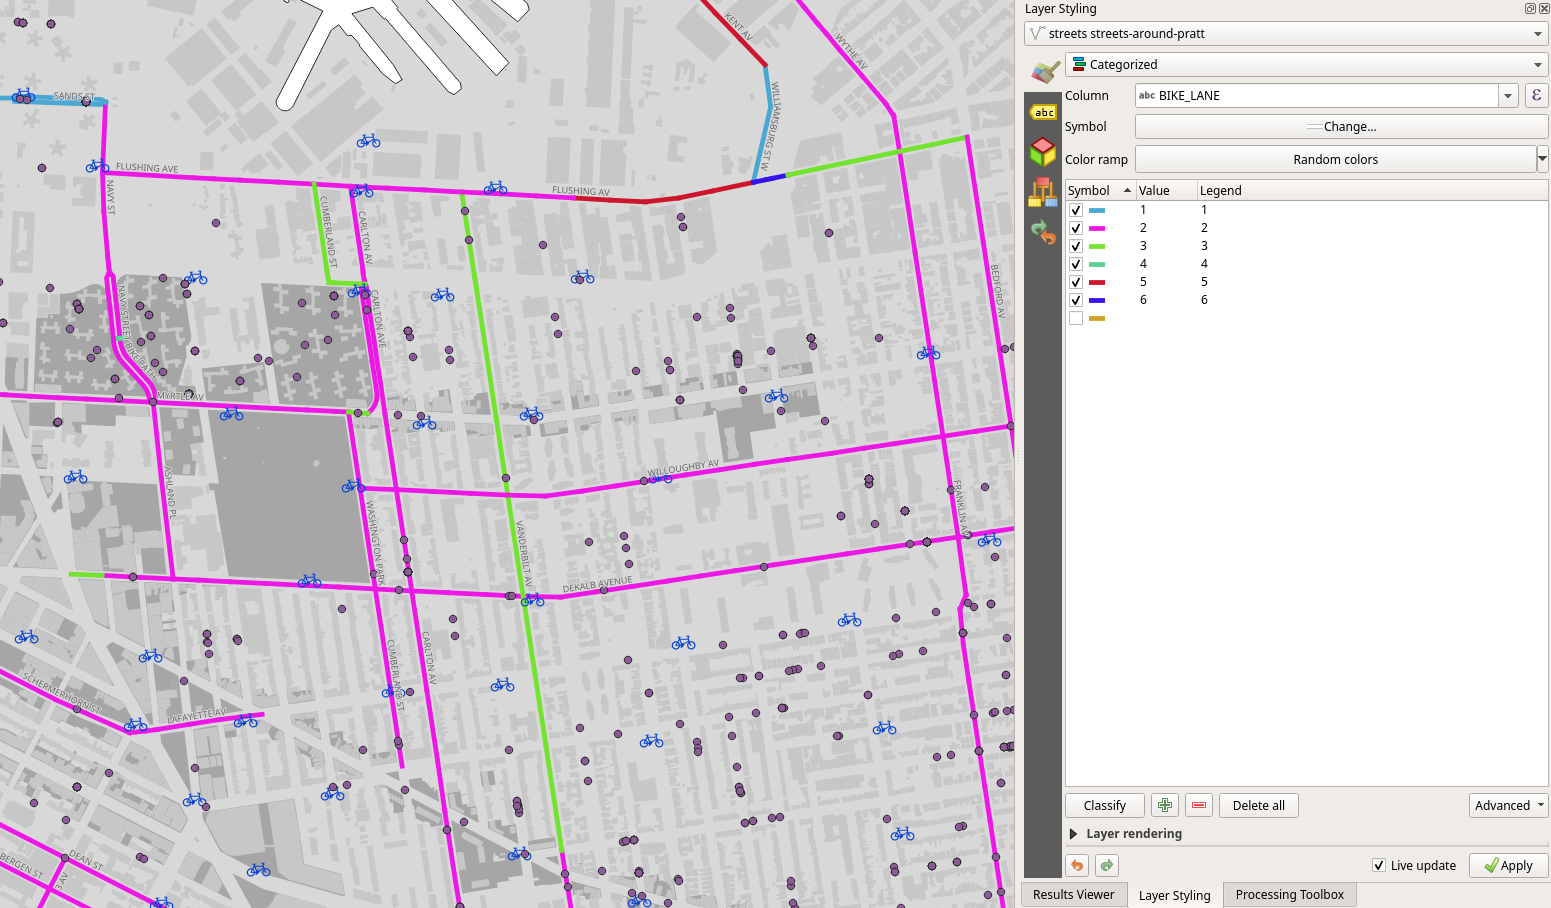 KENT AV
WYTHE AV
SANDS ST
WILLIAMSBURG ST W
FLUSHING AVE
NAVY ST
FLUSHING AV
CUMBERLAND ST
CARLTON AV
BEDFORD AV
NAVY STREET BIKE PATH
CARLTON AVE
MYRTLE AV
ASHLAND PL
WILLOUGHBY AV
WASHINGTON PARK
FRANKLIN AV
VANDERBILT AV
DEKALB AVENUE
CUMBERLAND ST
CARLTON AV
SCHERMERHORN ST
LAFAYETTE AV
DEAN ST
BERGEN ST
3 AV
Layer Styling
streets streets-around-pratt
Categorized
Column abc BIKE_LANE ε
Symbol Change...
Color ramp Random colors
abc
Symbol Value Legend
1 1
2 2
3 3
4 4
5 5
6 6
Classify Delete all Advanced
Layer rendering
Live update Apply
Results Viewer Layer Styling Processing Toolbox